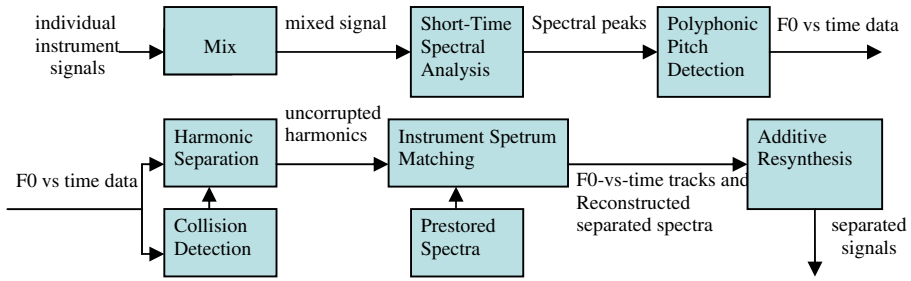 individual
instrument
signals
Mix
mixed signal
Short-Time
Spectral
Analysis
Spectral peaks
Polyphonic
Pitch
Detection
F0 vs time data
F0 vs time data
Harmonic
Separation
Collision
Detection
uncorrupted
harmonics
Instrument Spetrum
Matching
Prestored
Spectra
F0-vs-time tracks and
Reconstructed
separated spectra
Additive
Resynthesis
separated
signals